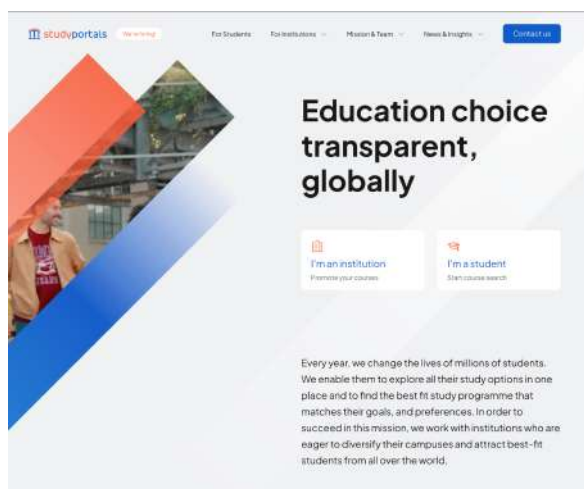 studyportals
We're hiring
For Students
For Institutions
Mission & Team
News & Insights
Contact us
Education choice
transparent,
globally
I'm an institution
Promote your courses
I'm a student
Start course search
Every year, we change the lives of millions of students.
We enable them to explore all their study options in one
place and to find the best fit study programme that
matches their goals, and preferences. In order to
succeed in this mission, we work with institutions who are
eager to diversify their campuses and attract best-fit
students from all over the world.